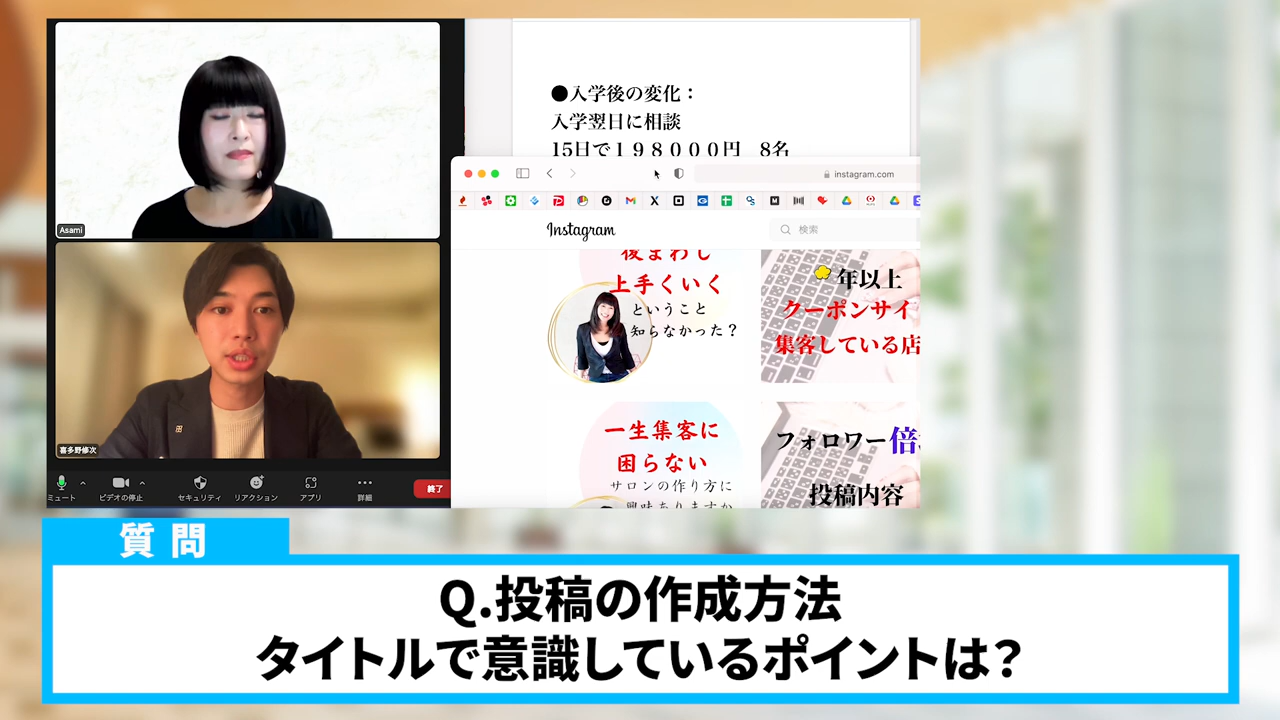 Asami
喜多野修次
ミュート
ビデオの停止
セキュリティ
リアクション
アプリ
詳細
終了
●入学後の変化：
入学翌日に相談
15日で１９８０００円　8名
instagram.com
Instagram
検索
後まわし
上手くいく
ということ
知らなかった？
年以上
クーポンサイ
集客している店
一生集客に
困らない
サロンの作り方に
興味ありますか
フォロワー倍
投稿内容
質問
Q.投稿の作成方法
タイトルで意識しているポイントは？